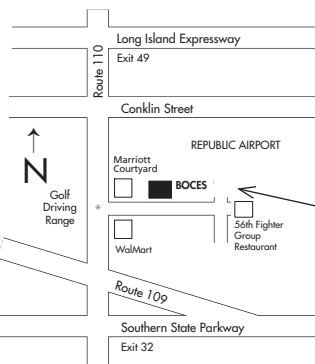 Long Island Expressway
Exit 49
Route 110
Conklin Street
REPUBLIC AIRPORT
N
Marriott
Courtyard
BOCES
Golf
Driving
Range
*
56th Fighter
Group
Restaurant
WalMart
Route 109
Southern State Parkway
Exit 32